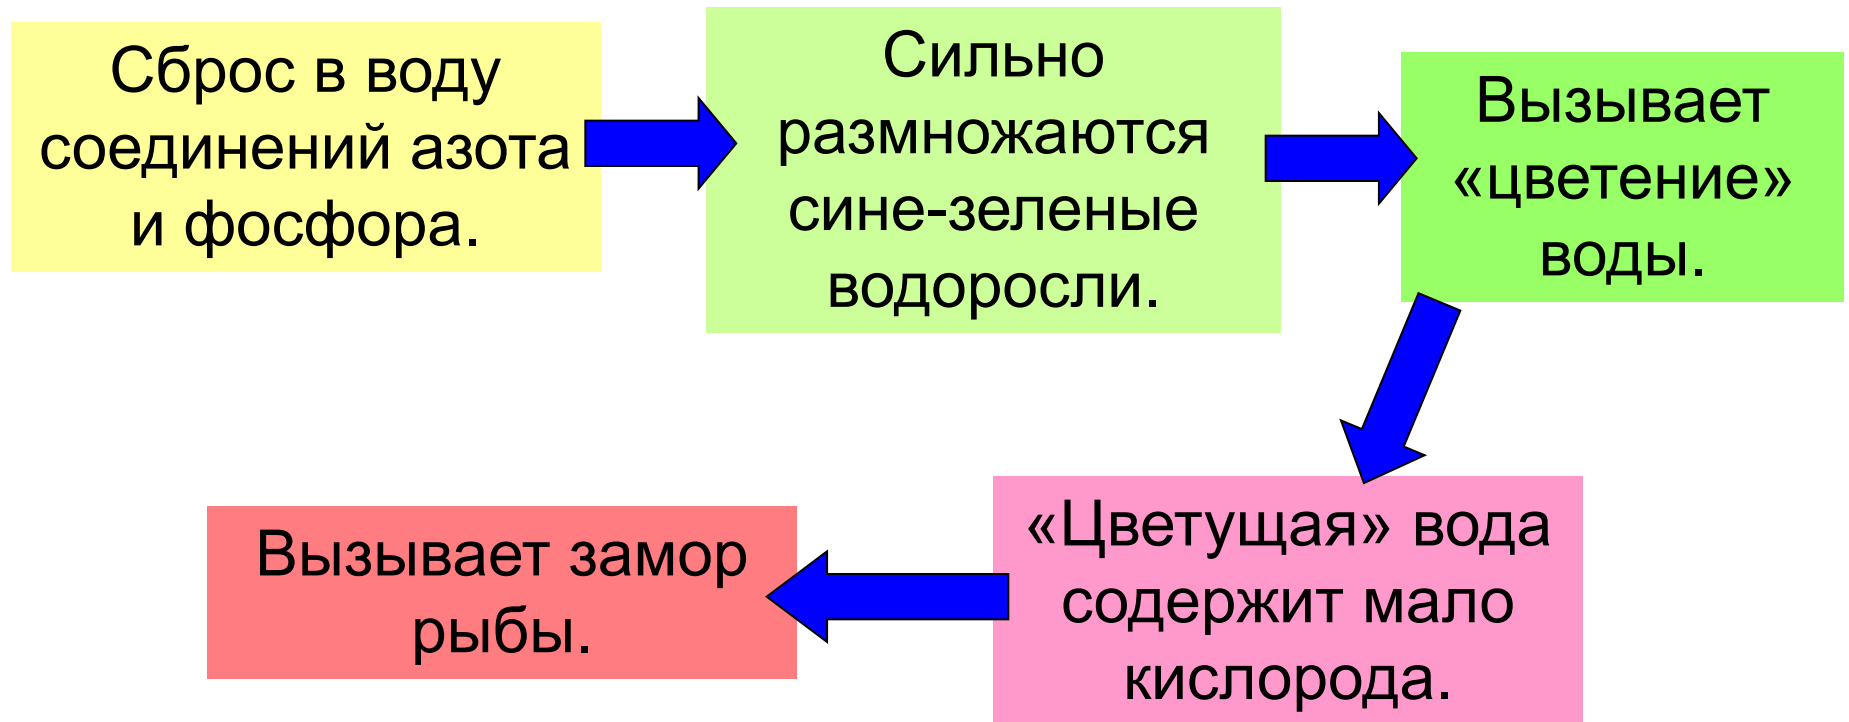 Сброс в воду
соединений азота
и фосфора.
Сильно
размножаются
сине-зеленые
водоросли.
Вызывает
«цветение»
воды.
«Цветущая» вода
содержит мало
кислорода.
Вызывает замор
рыбы.